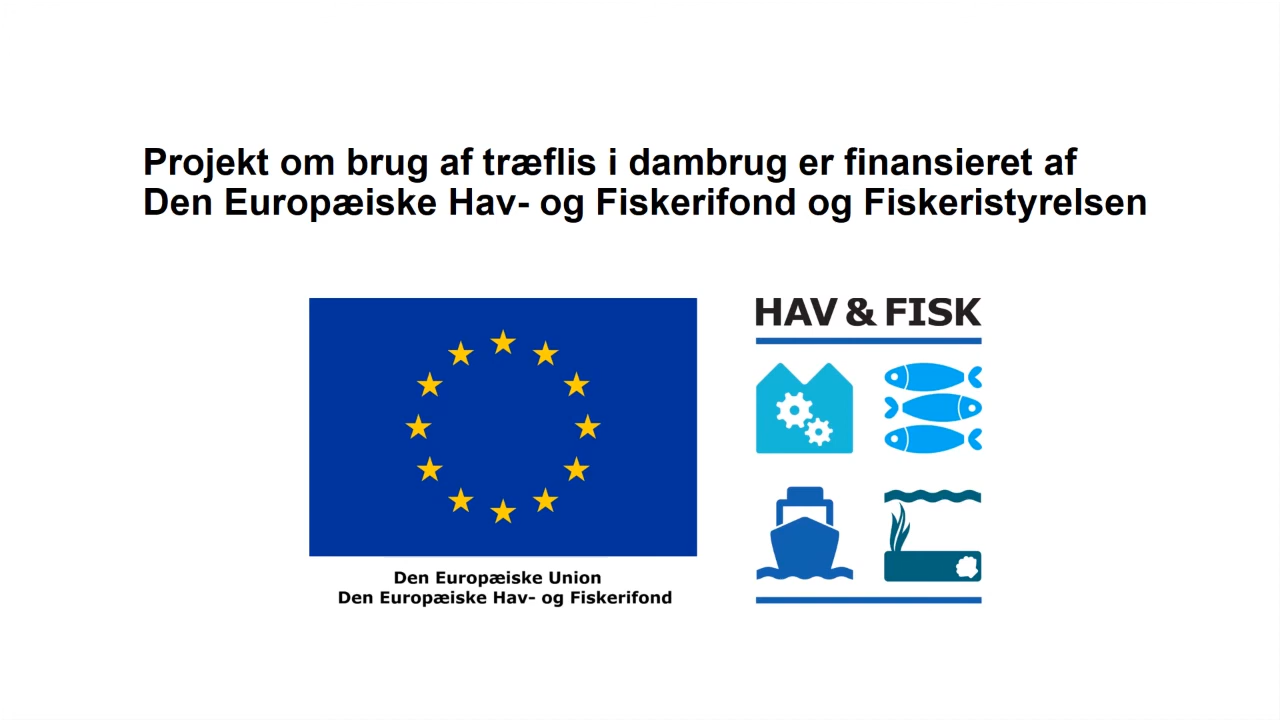 Projekt om brug af træflis i dambrug er finansieret af
Den Europæiske Hav- og Fiskerifond og Fiskeristyrelsen
HAV & FISK
Den Europæiske Union
Den Europæiske Hav- og Fiskerifond